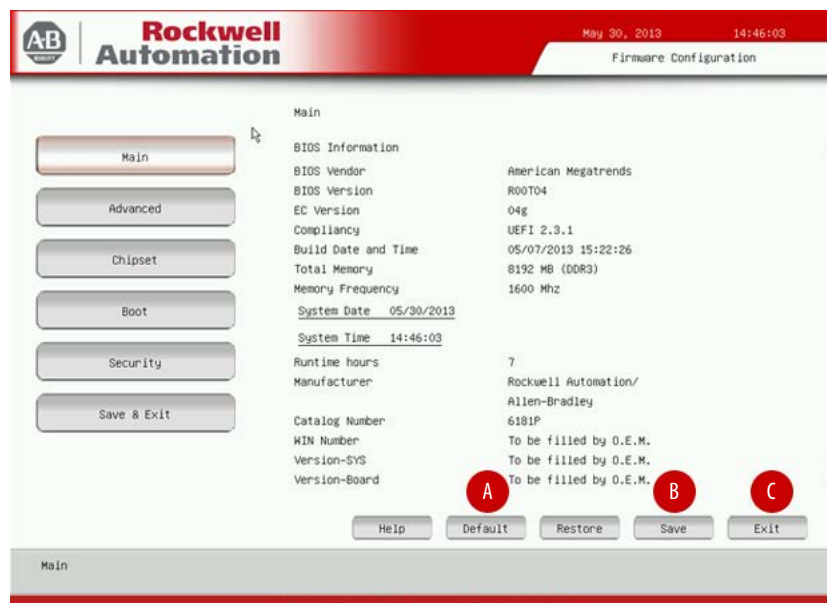 AB
QUALITY
Rockwell
Automation
May 30, 2013 14:46:03
Firmware Configuration
Main
Advanced
Chipset
Boot
Security
Save & Exit
Main
BIOS Information
BIOS Vendor American Megatrends
BIOS Version R00T04
EC Version 04g
Compliancy UEFI 2.3.1
Build Date and Time 05/07/2013 15:22:26
Total Memory 8192 MB (DDR3)
Memory Frequency 1600 Mhz
System Date 05/30/2013
System Time 14:46:03
Runtime hours 7
Manufacturer Rockwell Automation/
Allen-Bradley
Catalog Number 6181P
WIN Number To be filled by O.E.M.
Version-SYS To be filled by O.E.M.
Version-Board To be filled by O.E.M.
A B C
Help Default Restore Save Exit
Main